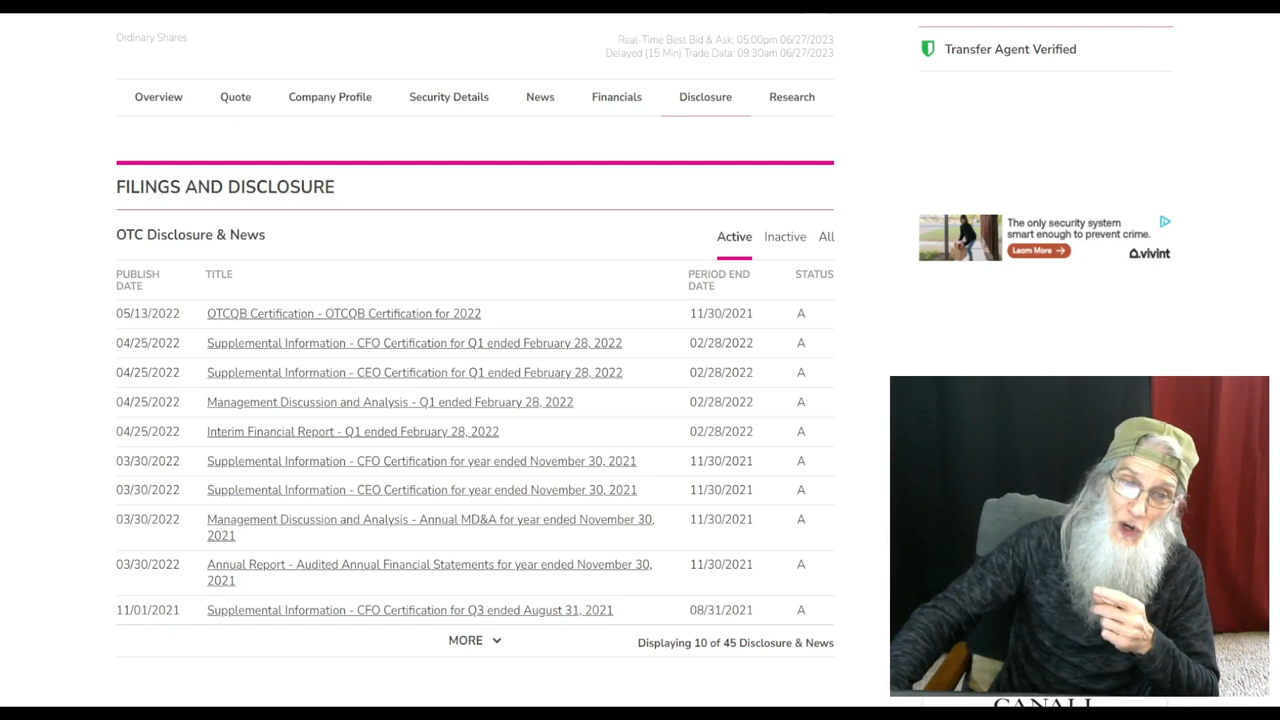 Ordinary Shares
Real-Time Best Bid & Ask: 05:00pm 06/27/2023
Delayed (15 Min) Trade Data: 09:30am 06/27/2023
Transfer Agent Verified
Overview Quote Company Profile Security Details News Financials Disclosure Research
FILINGS AND DISCLOSURE
OTC Disclosure & News
Active Inactive All
PUBLISH DATE TITLE PERIOD END DATE STATUS
05/13/2022 OTCQB Certification - OTCQB Certification for 2022 11/30/2021 A
04/25/2022 Supplemental Information - CFO Certification for Q1 ended February 28, 2022 02/28/2022 A
04/25/2022 Supplemental Information - CEO Certification for Q1 ended February 28, 2022 02/28/2022 A
04/25/2022 Management Discussion and Analysis - Q1 ended February 28, 2022 02/28/2022 A
04/25/2022 Interim Financial Report - Q1 ended February 28, 2022 02/28/2022 A
03/30/2022 Supplemental Information - CFO Certification for year ended November 30, 2021 11/30/2021 A
03/30/2022 Supplemental Information - CEO Certification for year ended November 30, 2021 11/30/2021 A
03/30/2022 Management Discussion and Analysis - Annual MD&A for year ended November 30, 11/30/2021 A
2021
03/30/2022 Annual Report - Audited Annual Financial Statements for year ended November 30, 11/30/2021 A
2021
11/01/2021 Supplemental Information - CFO Certification for Q3 ended August 31, 2021 08/31/2021 A
MORE
Displaying 10 of 45 Disclosure & News
The only security system
smart enough to prevent crime.
Learn More
vivint